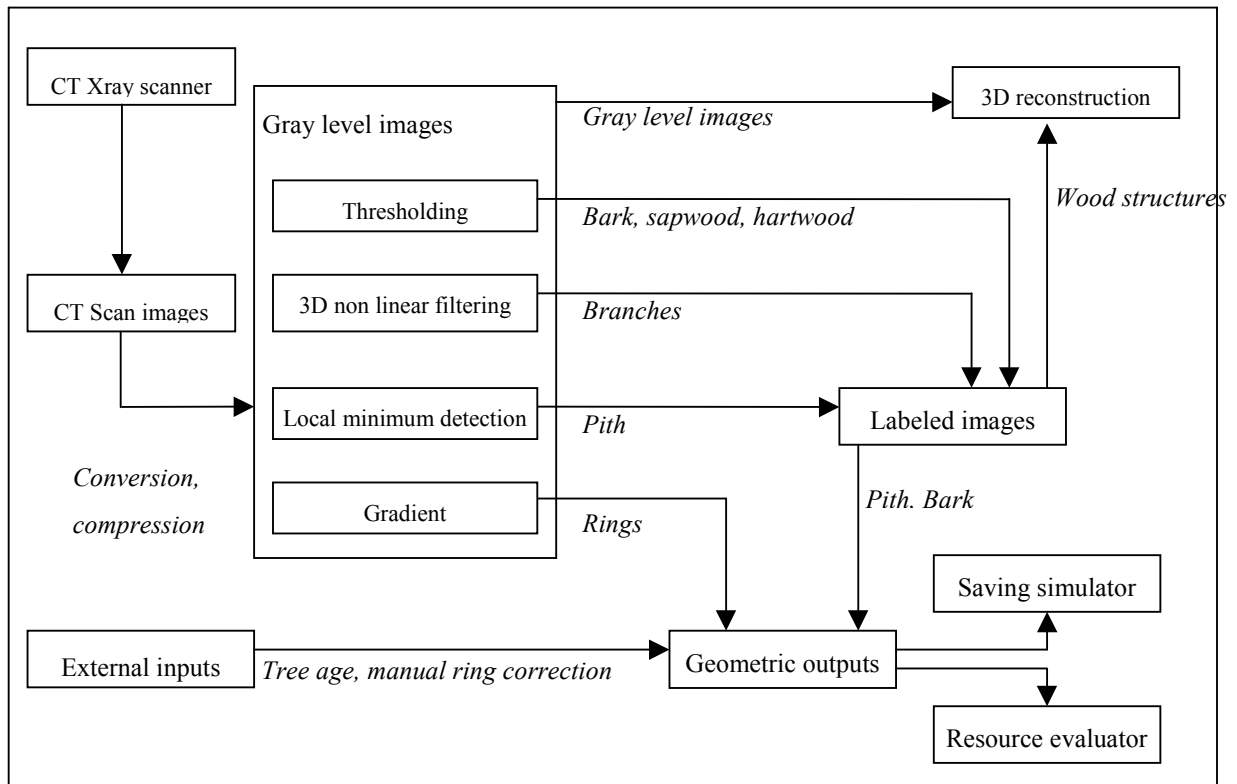 CT Xray scanner
3D reconstruction
Gray level images
Gray level images
Thresholding
Bark, sapwood, hartwood
Wood structures
CT Scan images
3D non linear filtering
Branches
Local minimum detection
Pith
Labeled images
Conversion,
compression
Gradient
Rings
Pith. Bark
Saving simulator
External inputs
Tree age, manual ring correction
Geometric outputs
Resource evaluator